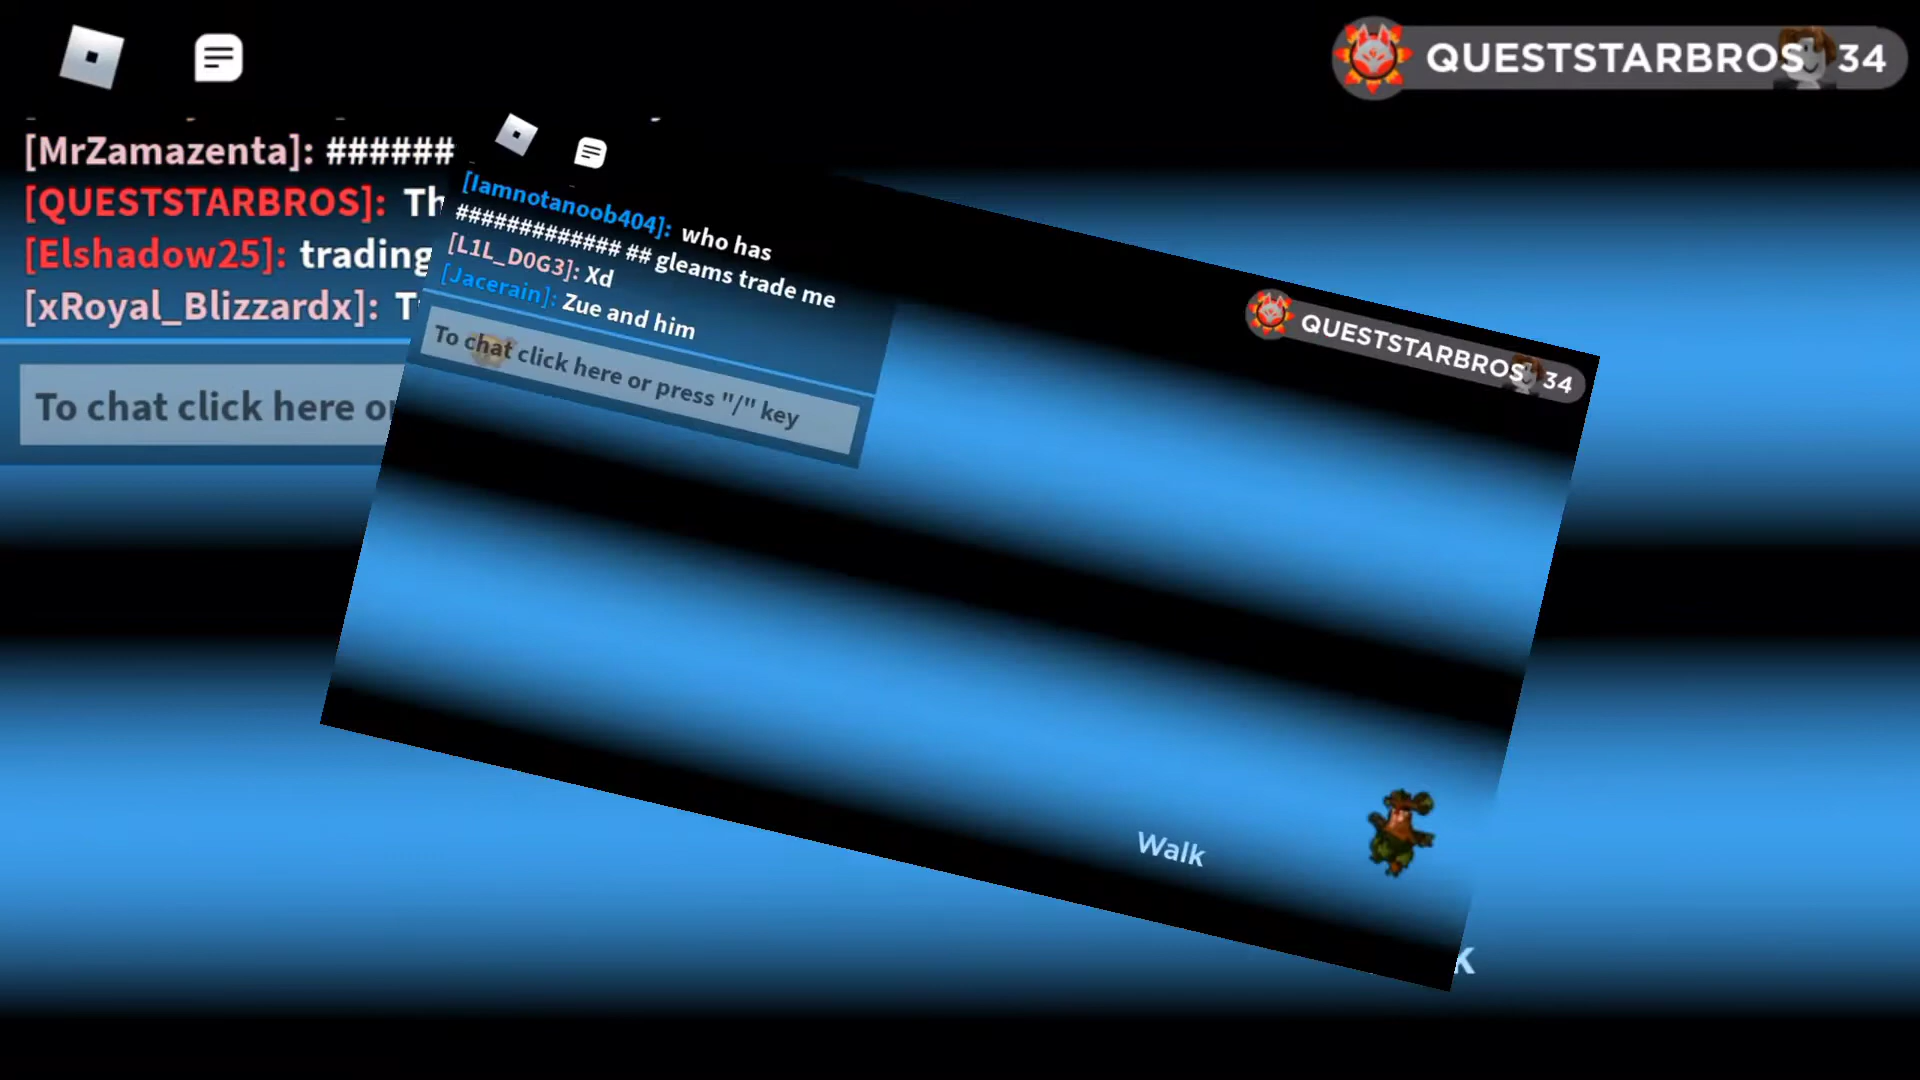 QUESTSTARBROS 34
[MrZamazenta]: ######
[QUESTSTARBROS]: Th
[Elshadow25]: trading
[xRoyal_Blizzardx]: T
To chat click here or
[Iamnotanoob404]: who has
############# ## gleams trade me
[L1L_D0G3]: Xd
[Jacerain]: Zue and him
To chat click here or press "/" key
QUESTSTARBROS 34
Walk
k